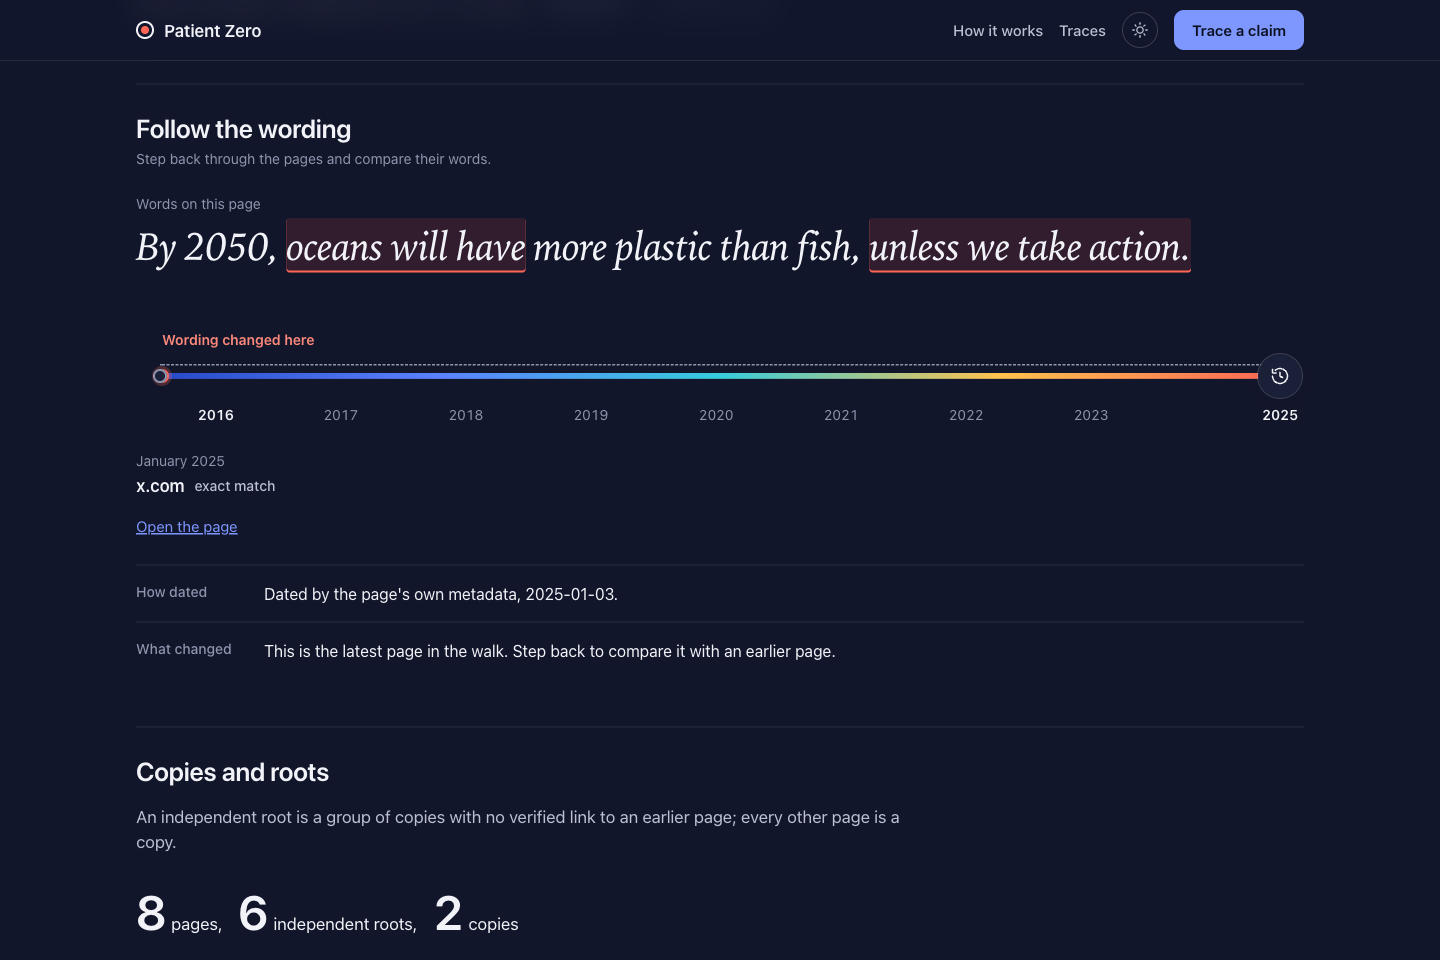 Patient Zero
How it works
Traces
Trace a claim
Follow the wording
Step back through the pages and compare their words.
Words on this page
By 2050, oceans will have more plastic than fish, unless we take action.
Wording changed here
2016 2017 2018 2019 2020 2021 2022 2023 2025
January 2025
x.com exact match
Open the page
How dated Dated by the page's own metadata, 2025-01-03.
What changed This is the latest page in the walk. Step back to compare it with an earlier page.
Copies and roots
An independent root is a group of copies with no verified link to an earlier page; every other page is a
copy.
8 pages, 6 independent roots, 2 copies